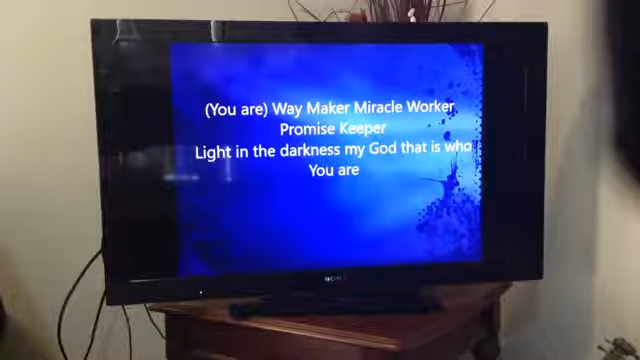 (You are) Way Maker Miracle Worker
Promise Keeper
Light in the darkness my God that is who
You are